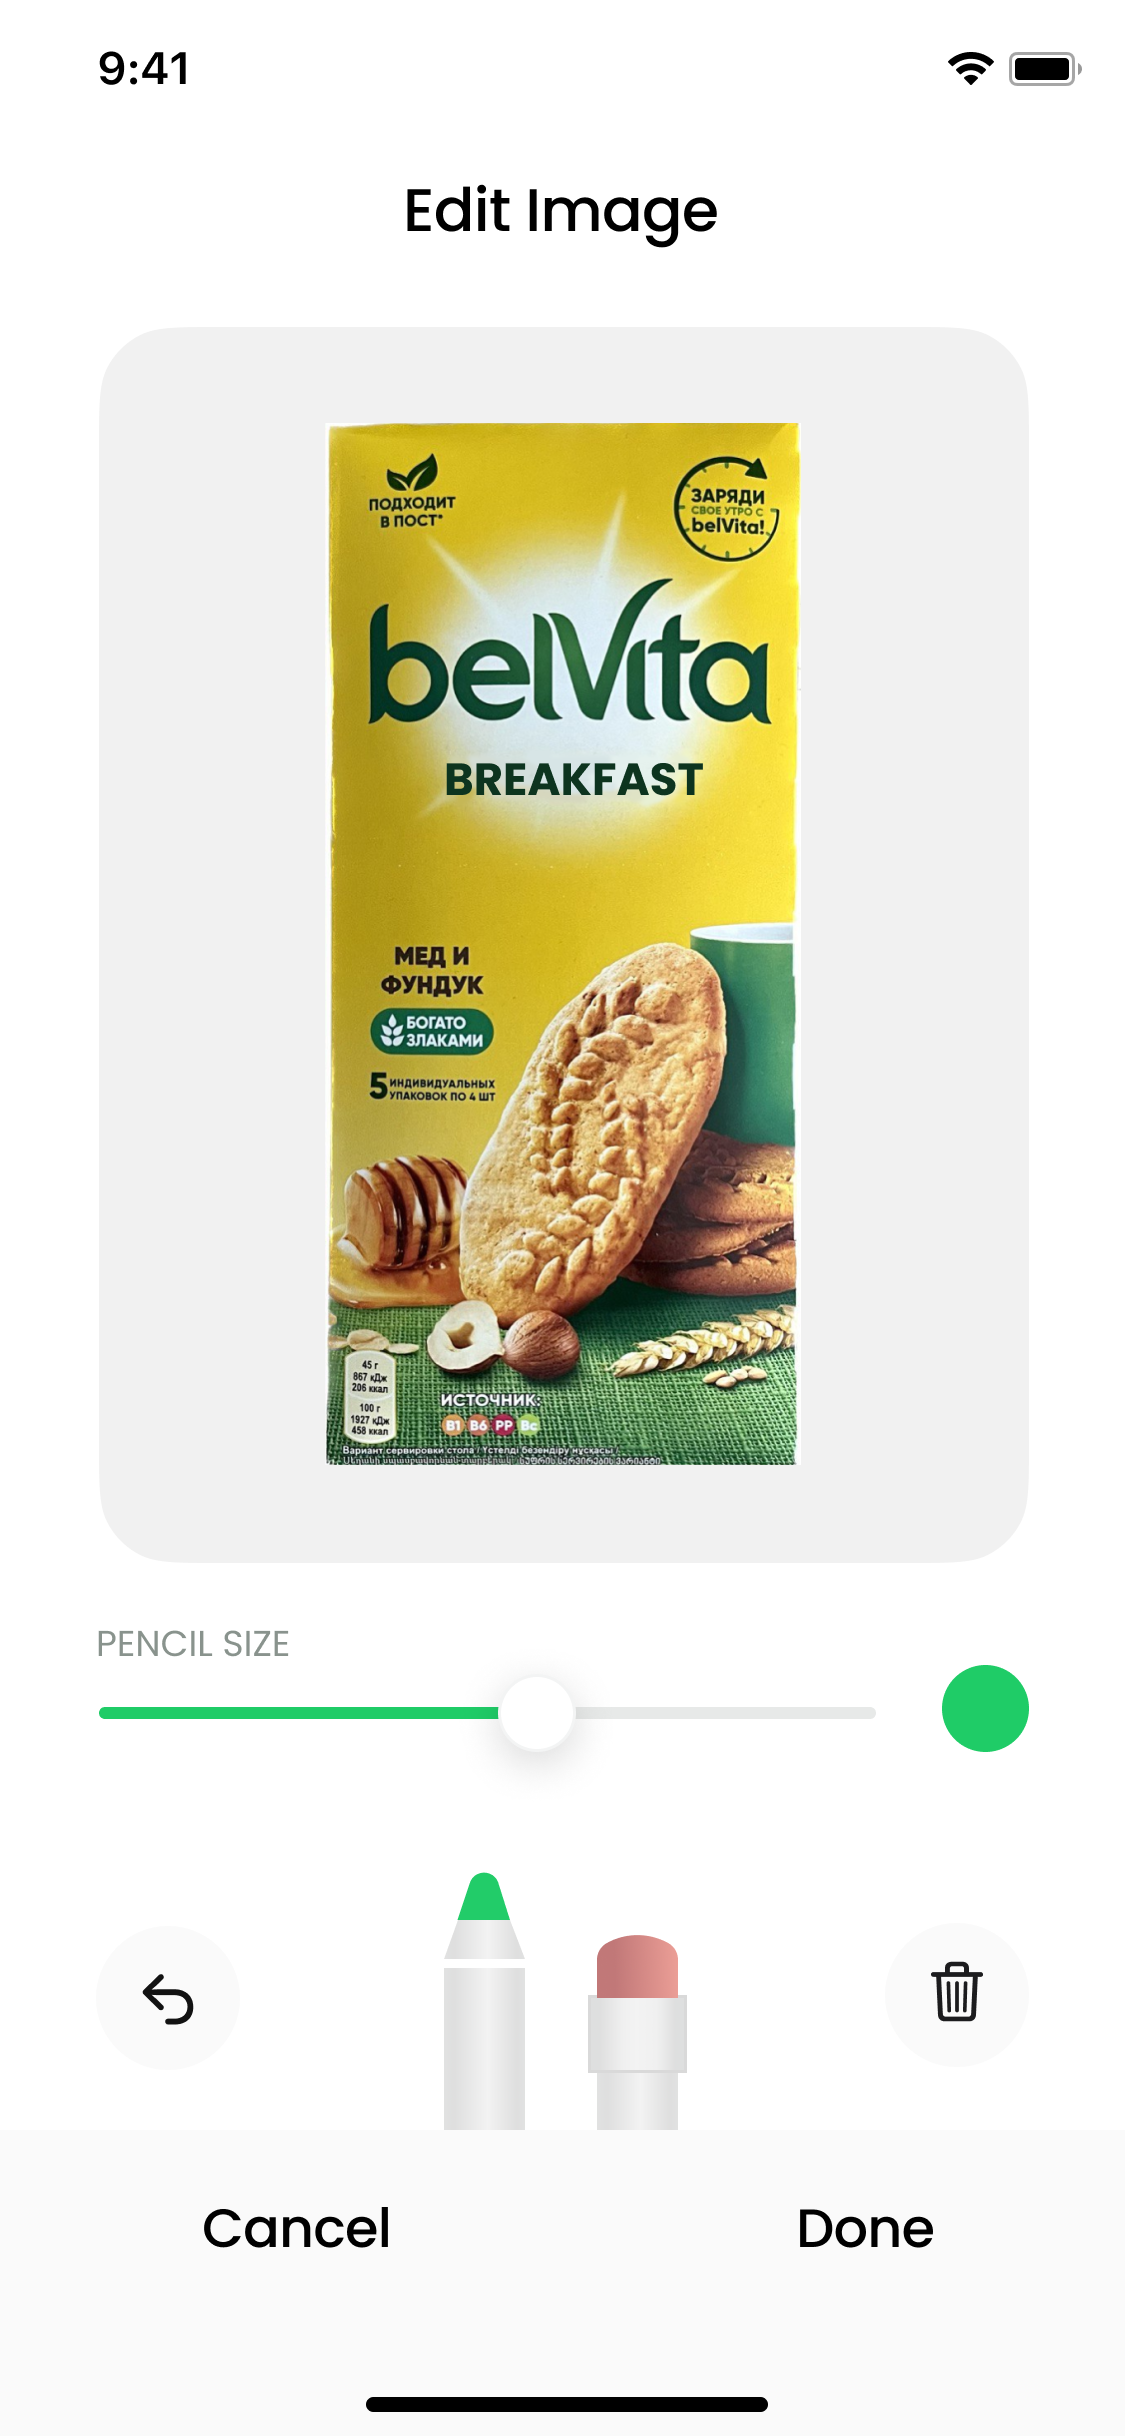 9:41
Edit Image
ПОДХОДИТ
В ПОСТ*
ЗАРЯДИ
СВОЕ УТРО С
belVita!
belVita
BREAKFAST
МЕД И
ФУНДУК
БОГАТО
ЗЛАКАМИ
5 ИНДИВИДУАЛЬНЫХ
УПАКОВОК ПО 4 ШТ
45 г
867 кДж
206 ккал
100 г
1927 кДж
458 ккал
ИСТОЧНИК:
B1 B6 PP Bc
Вариант сервировки стола / Үстелді безендіру нұсқасы /
PENCIL SIZE
Cancel
Done